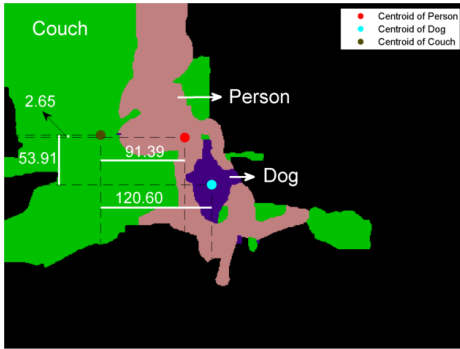 Couch
Centroid of Person
Centroid of Dog
Centroid of Couch
2.65
Person
53.91
91.39
Dog
120.60